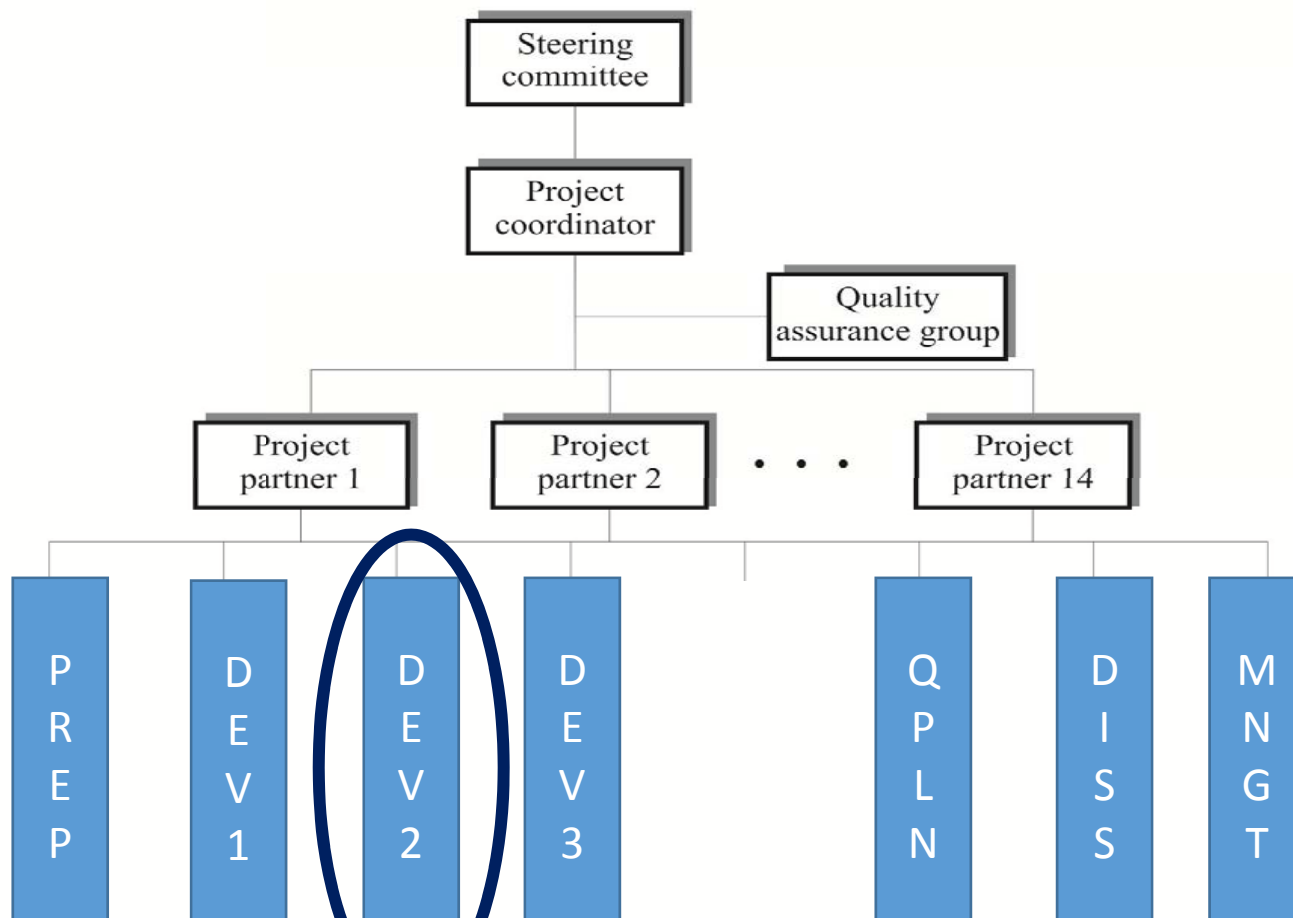 Steering
committee
Project
coordinator
Quality
assurance group
Project
partner 1
Project
partner 2
. . .
Project
partner 14
PREP
DEV1
DEV2
DEV3
QPLN
DISS
MNGT